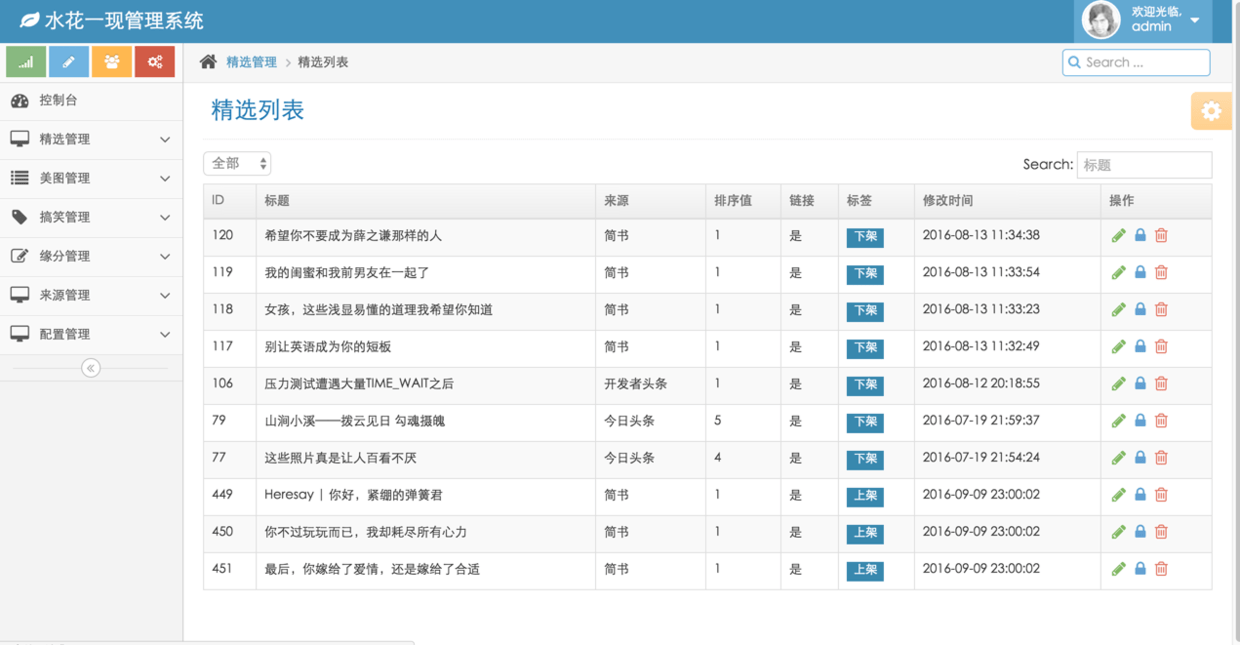 水花一现管理系统
欢迎光临,
admin
精选管理 > 精选列表
Search ...
控制台
精选管理
美图管理
搞笑管理
缘分管理
来源管理
配置管理
精选列表
全部
Search: 标题
ID 标题 来源 排序值 链接 标签 修改时间 操作
120 希望你不要成为薛之谦那样的人 简书 1 是 下架 2016-08-13 11:34:38
119 我的闺蜜和我前男友在一起了 简书 1 是 下架 2016-08-13 11:33:54
118 女孩，这些浅显易懂的道理我希望你知道 简书 1 是 下架 2016-08-13 11:33:23
117 别让英语成为你的短板 简书 1 是 下架 2016-08-13 11:32:49
106 压力测试遭遇大量TIME_WAIT之后 开发者头条 1 是 下架 2016-08-12 20:18:55
79 山涧小溪——拨云见日 勾魂摄魄 今日头条 5 是 下架 2016-07-19 21:59:37
77 这些照片真是让人百看不厌 今日头条 4 是 下架 2016-07-19 21:54:24
449 Heresay | 你好，紧绷的弹簧君 简书 1 是 上架 2016-09-09 23:00:02
450 你不过玩玩而已，我却耗尽所有心力 简书 1 是 上架 2016-09-09 23:00:02
451 最后，你嫁给了爱情，还是嫁给了合适 简书 1 是 上架 2016-09-09 23:00:02